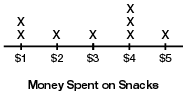 X
X
X
X X X X X
$1 $2 $3 $4 $5
Money Spent on Snacks